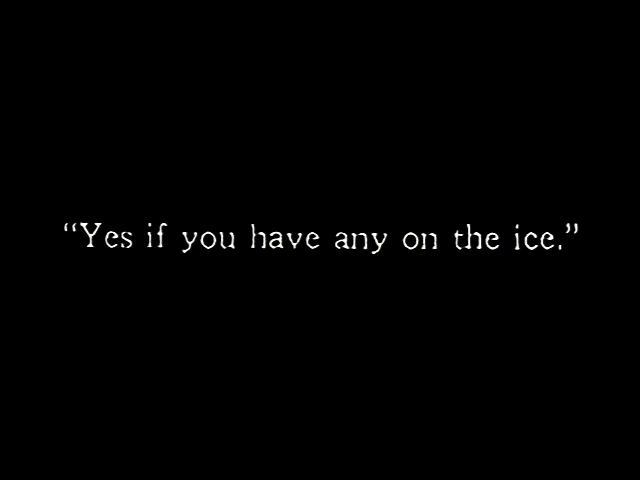 “Yes if you have any on the ice.”